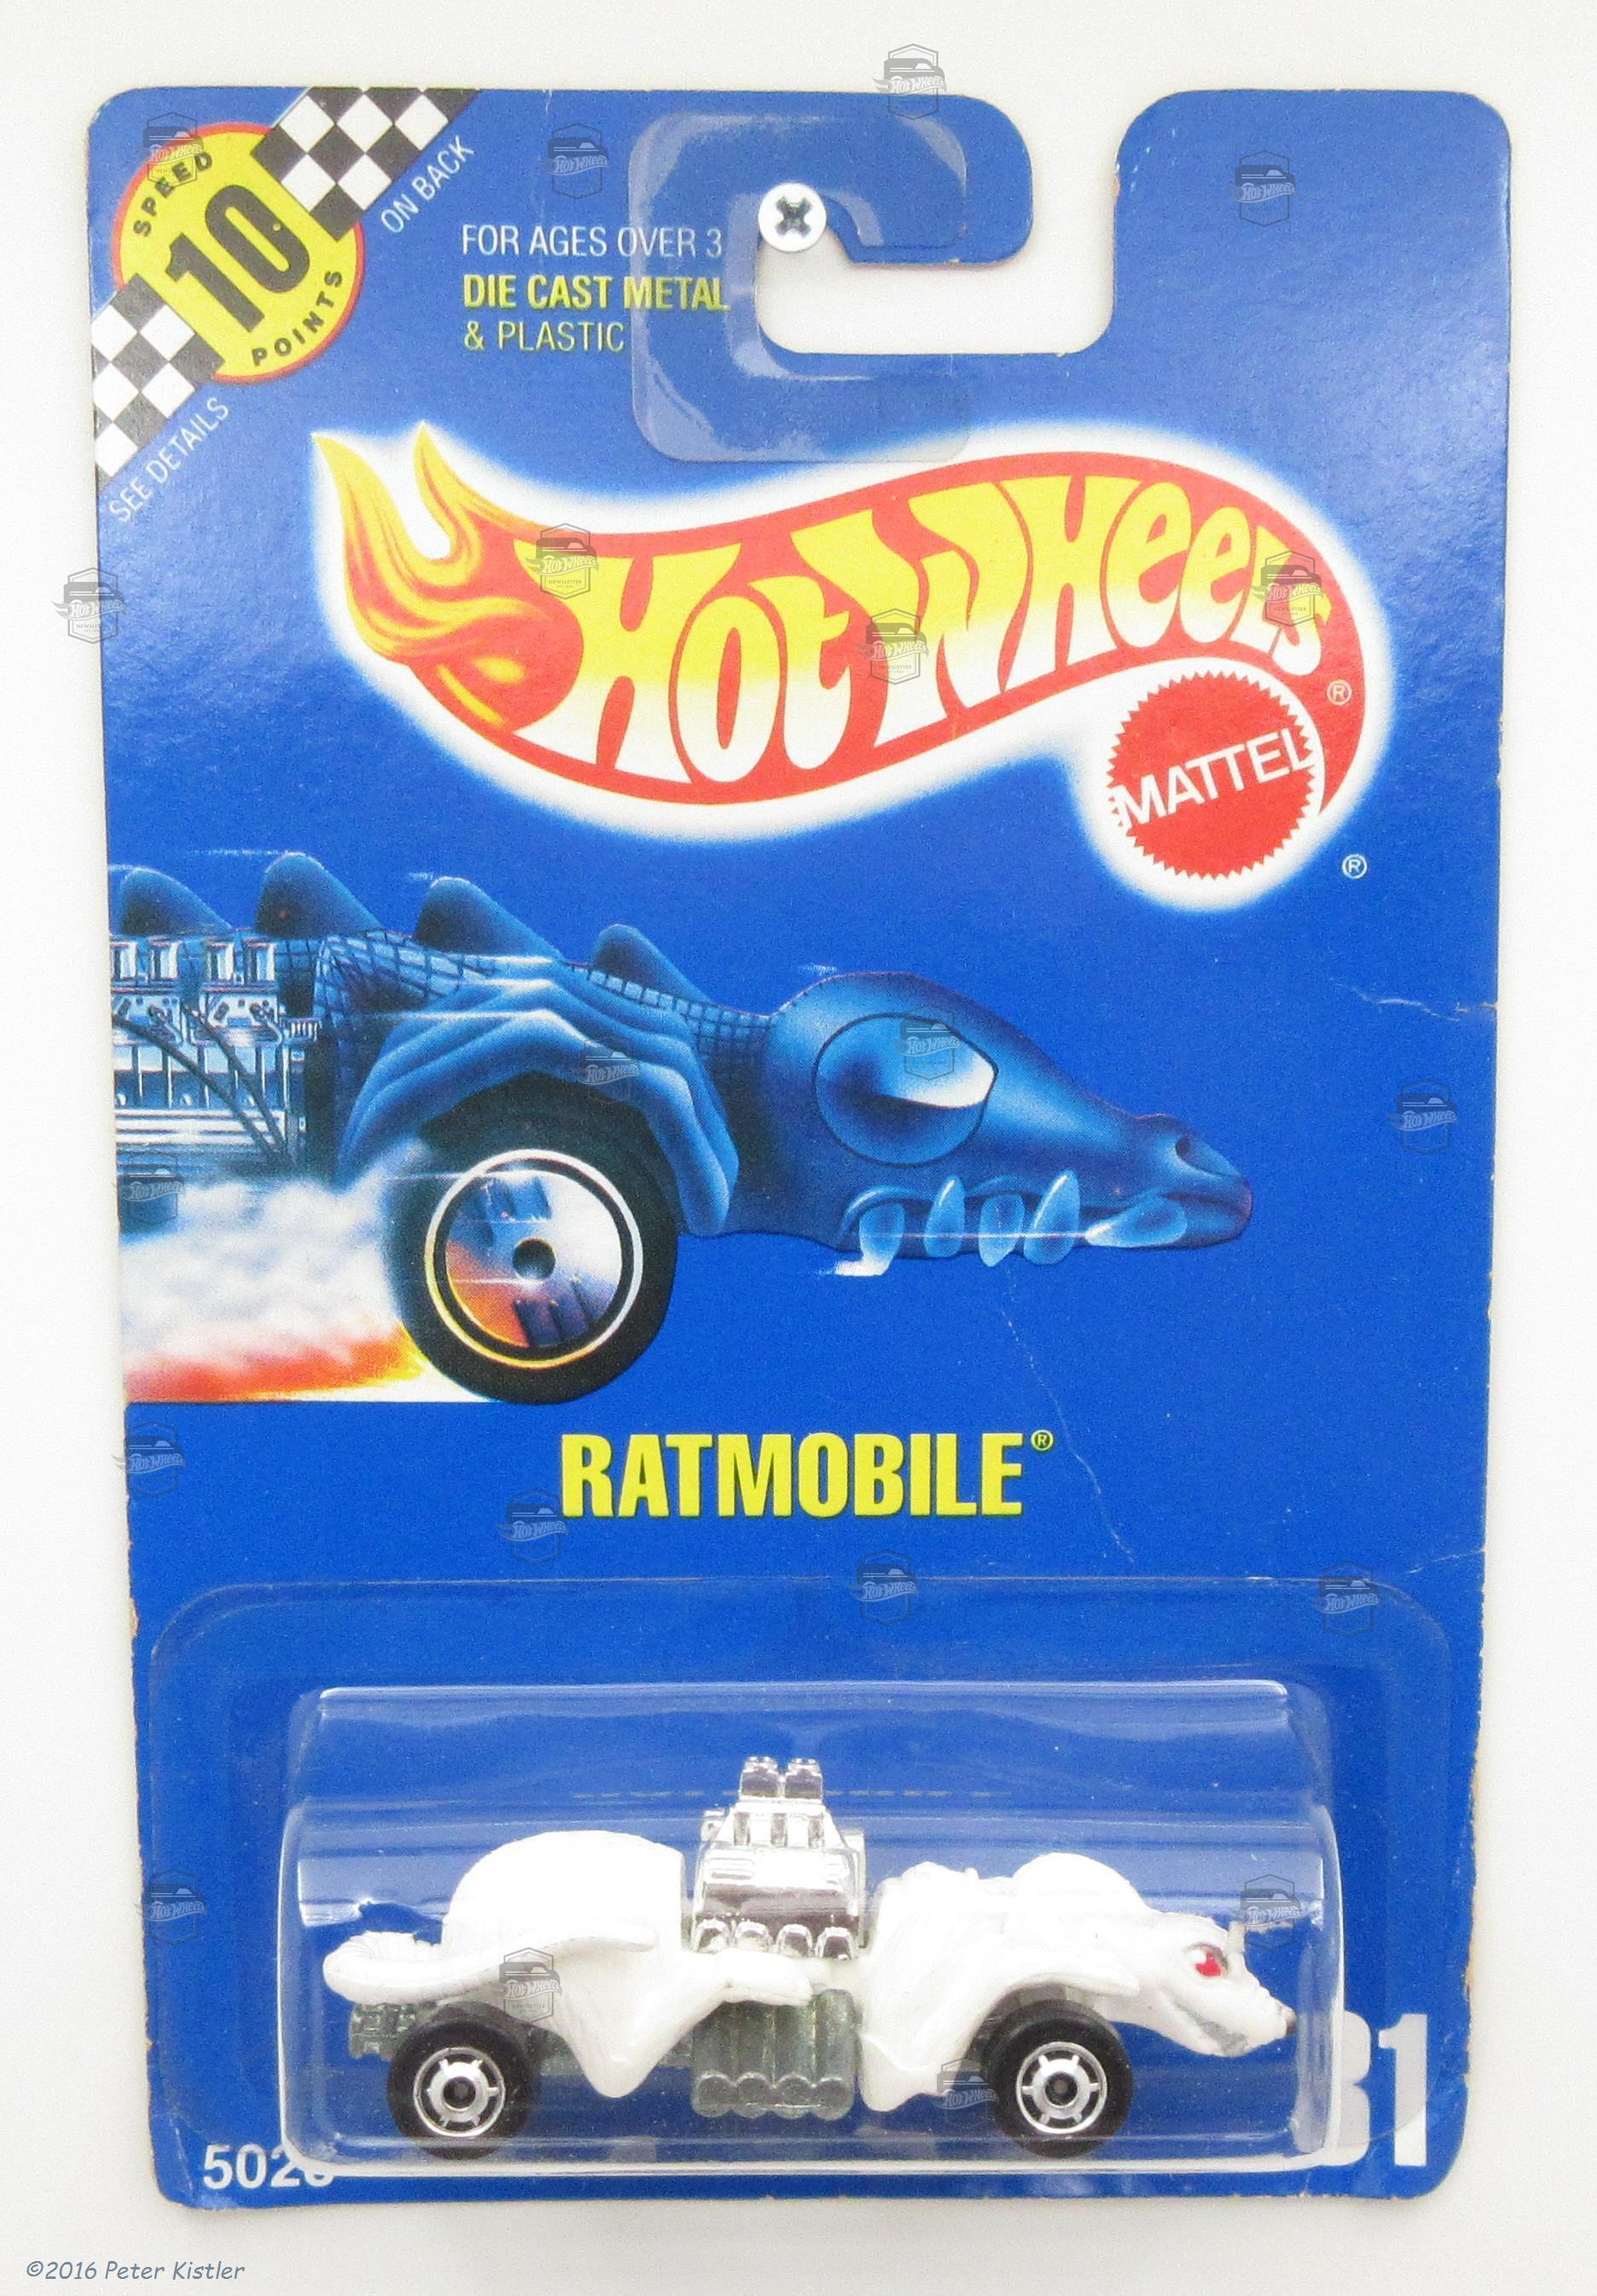 SPEED
10
POINTS
ON BACK
SEE DETAILS
FOR AGES OVER 3
DIE CAST METAL
& PLASTIC
Hot Wheels®
MATTEL
®
RATMOBILE®
©2016 Peter Kistler